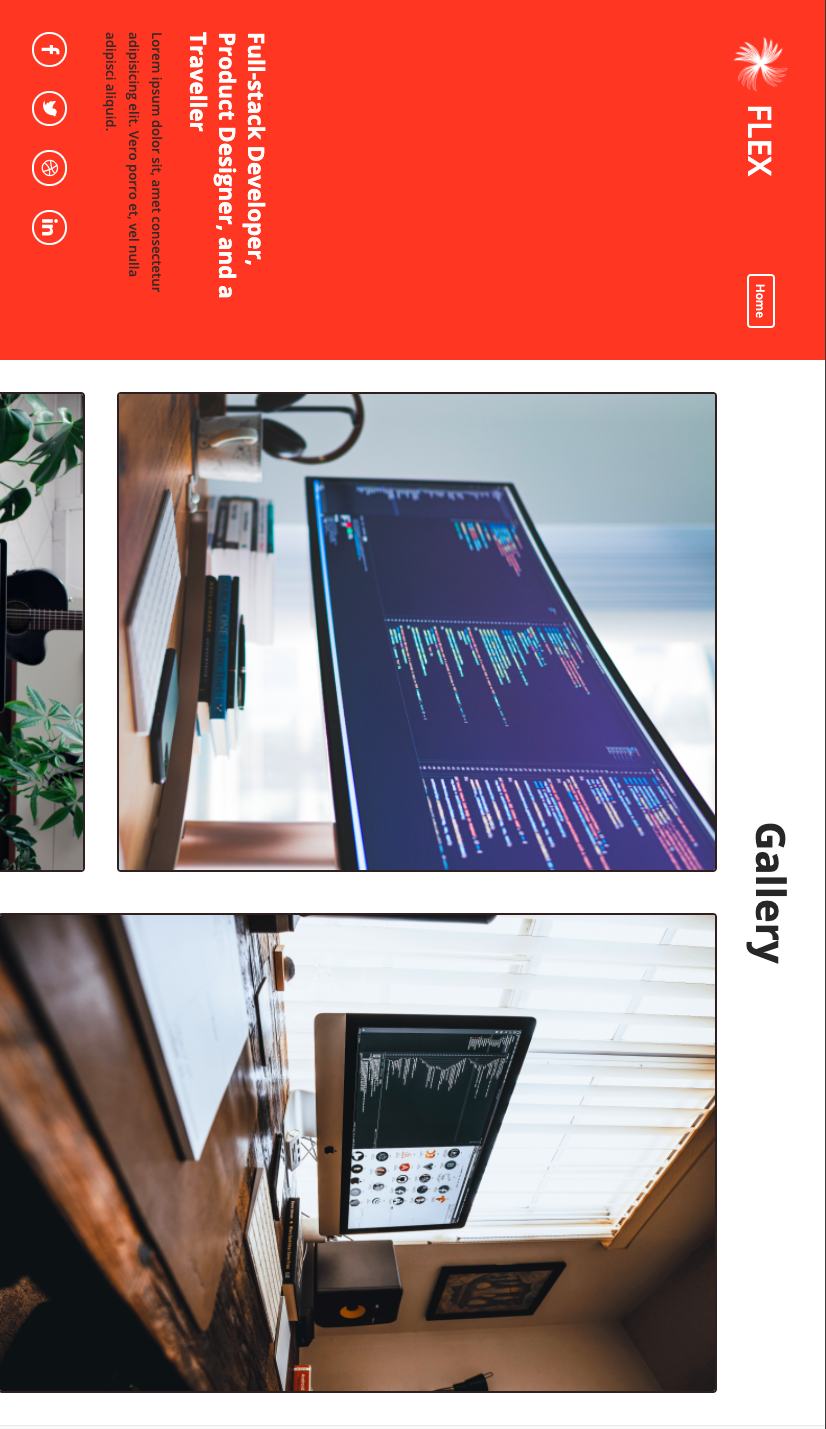 FLEX
Home
Full-stack Developer,
Product Designer, and a
Traveller
Lorem ipsum dolor sit, amet consectetur
adipisicing elit. Vero porro et, vel nulla
adipisci aliquid.
Gallery